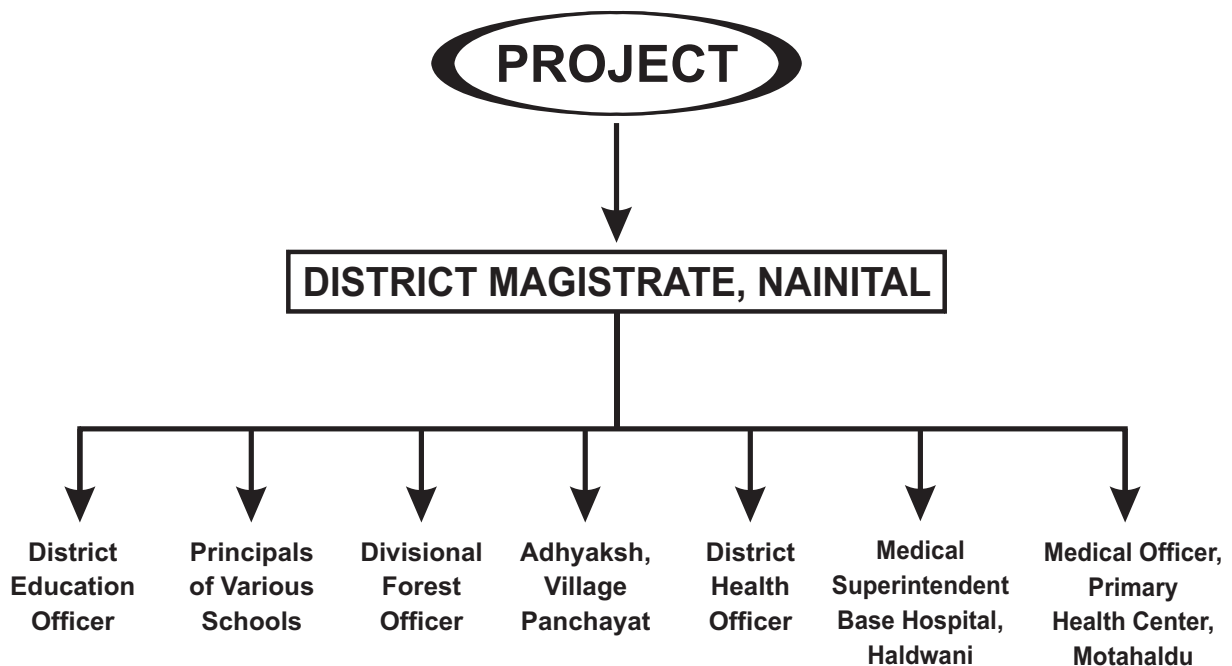 PROJECT
DISTRICT MAGISTRATE, NAINITAL
District
Education
Officer
Principals
of Various
Schools
Divisional
Forest
Officer
Adhyaksh,
Village
Panchayat
District
Health
Officer
Medical
Superintendent
Base Hospital,
Haldwani
Medical Officer,
Primary
Health Center,
Motahaldu